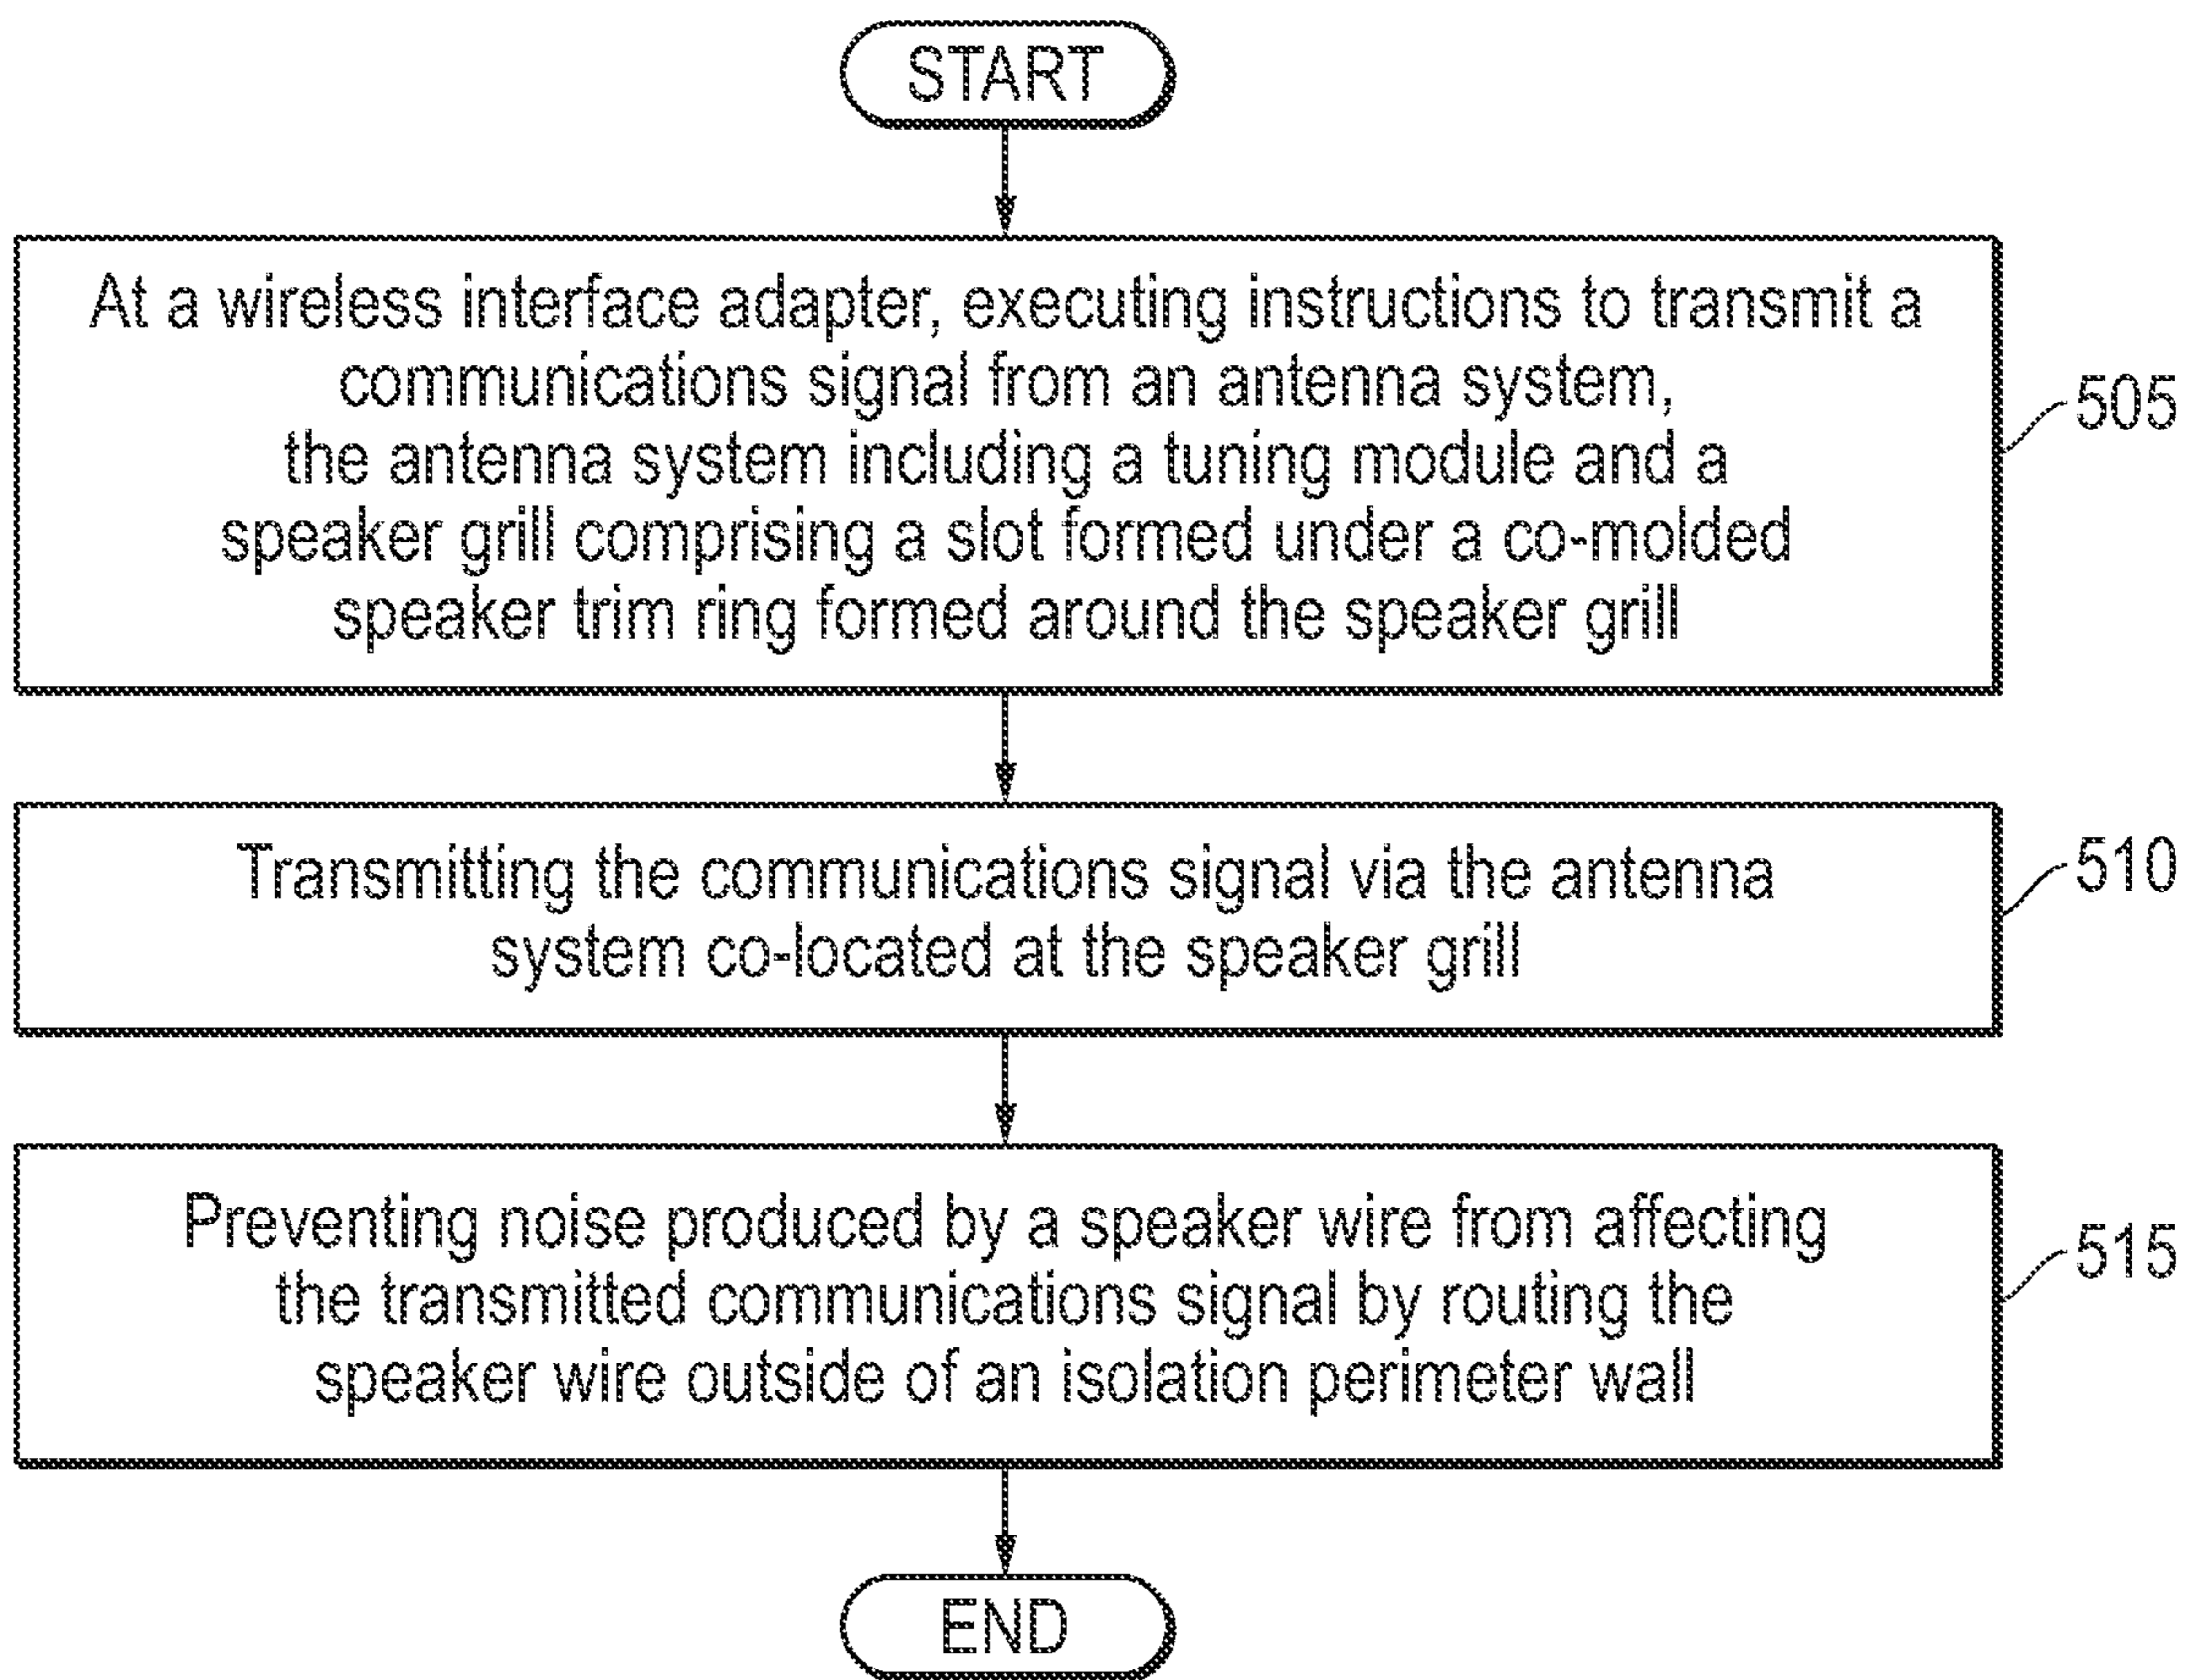 START
At a wireless interface adapter, executing instructions to transmit a
communications signal from an antenna system,
the antenna system including a tuning module and a
speaker grill comprising a slot formed under a co-molded
speaker trim ring formed around the speaker grill
505
Transmitting the communications signal via the antenna
system co-located at the speaker grill
510
Preventing noise produced by a speaker wire from affecting
the transmitted communications signal by routing the
speaker wire outside of an isolation perimeter wall
515
END